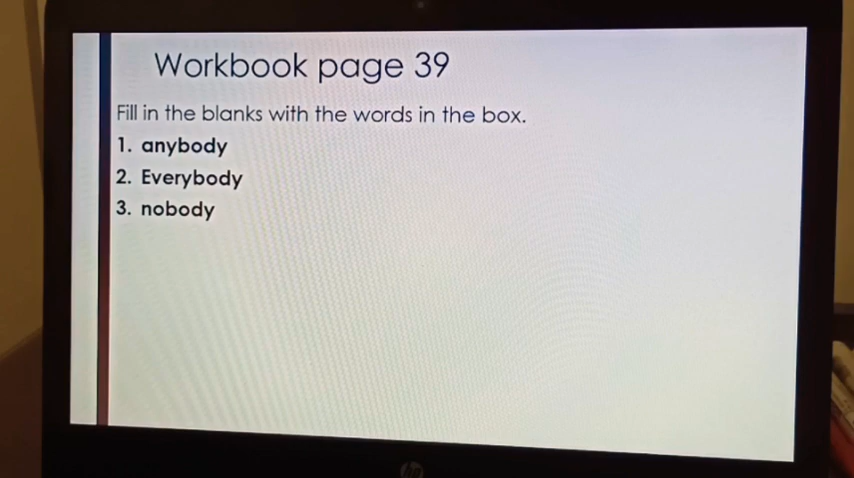 Workbook page 39
Fill in the blanks with the words in the box.
1. anybody
2. Everybody
3. nobody
hp